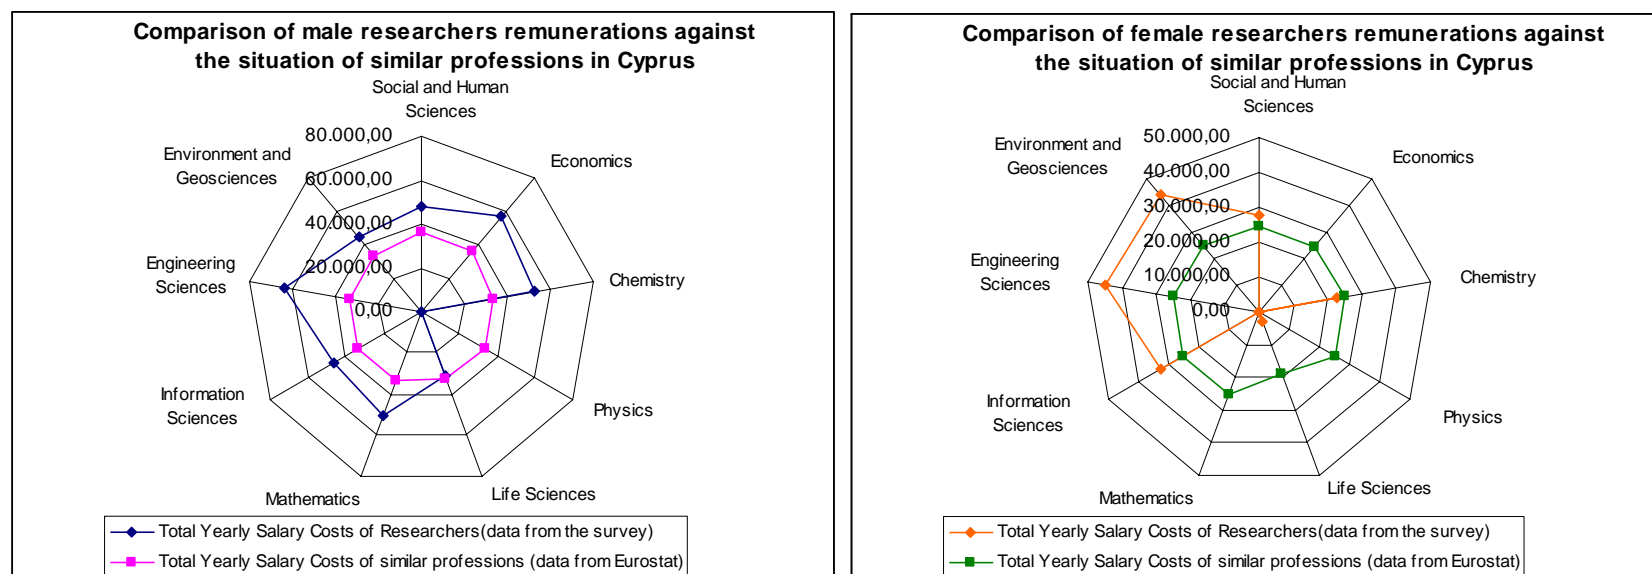 Comparison of male researchers remunerations against
the situation of similar professions in Cyprus
Social and Human
Sciences
80.000,00
60.000,00
40.000,00
20.000,00
0,00
Economics
Chemistry
Physics
Life Sciences
Mathematics
Information
Sciences
Engineering
Sciences
Environment and
Geosciences
Total Yearly Salary Costs of Researchers(data from the survey)
Total Yearly Salary Costs of similar professions (data from Eurostat)
Comparison of female researchers remunerations against
the situation of similar professions in Cyprus
Social and Human
Sciences
50.000,00
40.000,00
30.000,00
20.000,00
10.000,00
0,00
Economics
Chemistry
Physics
Life Sciences
Mathematics
Information
Sciences
Engineering
Sciences
Environment and
Geosciences
Total Yearly Salary Costs of Researchers(data from the survey)
Total Yearly Salary Costs of similar professions (data from Eurostat)